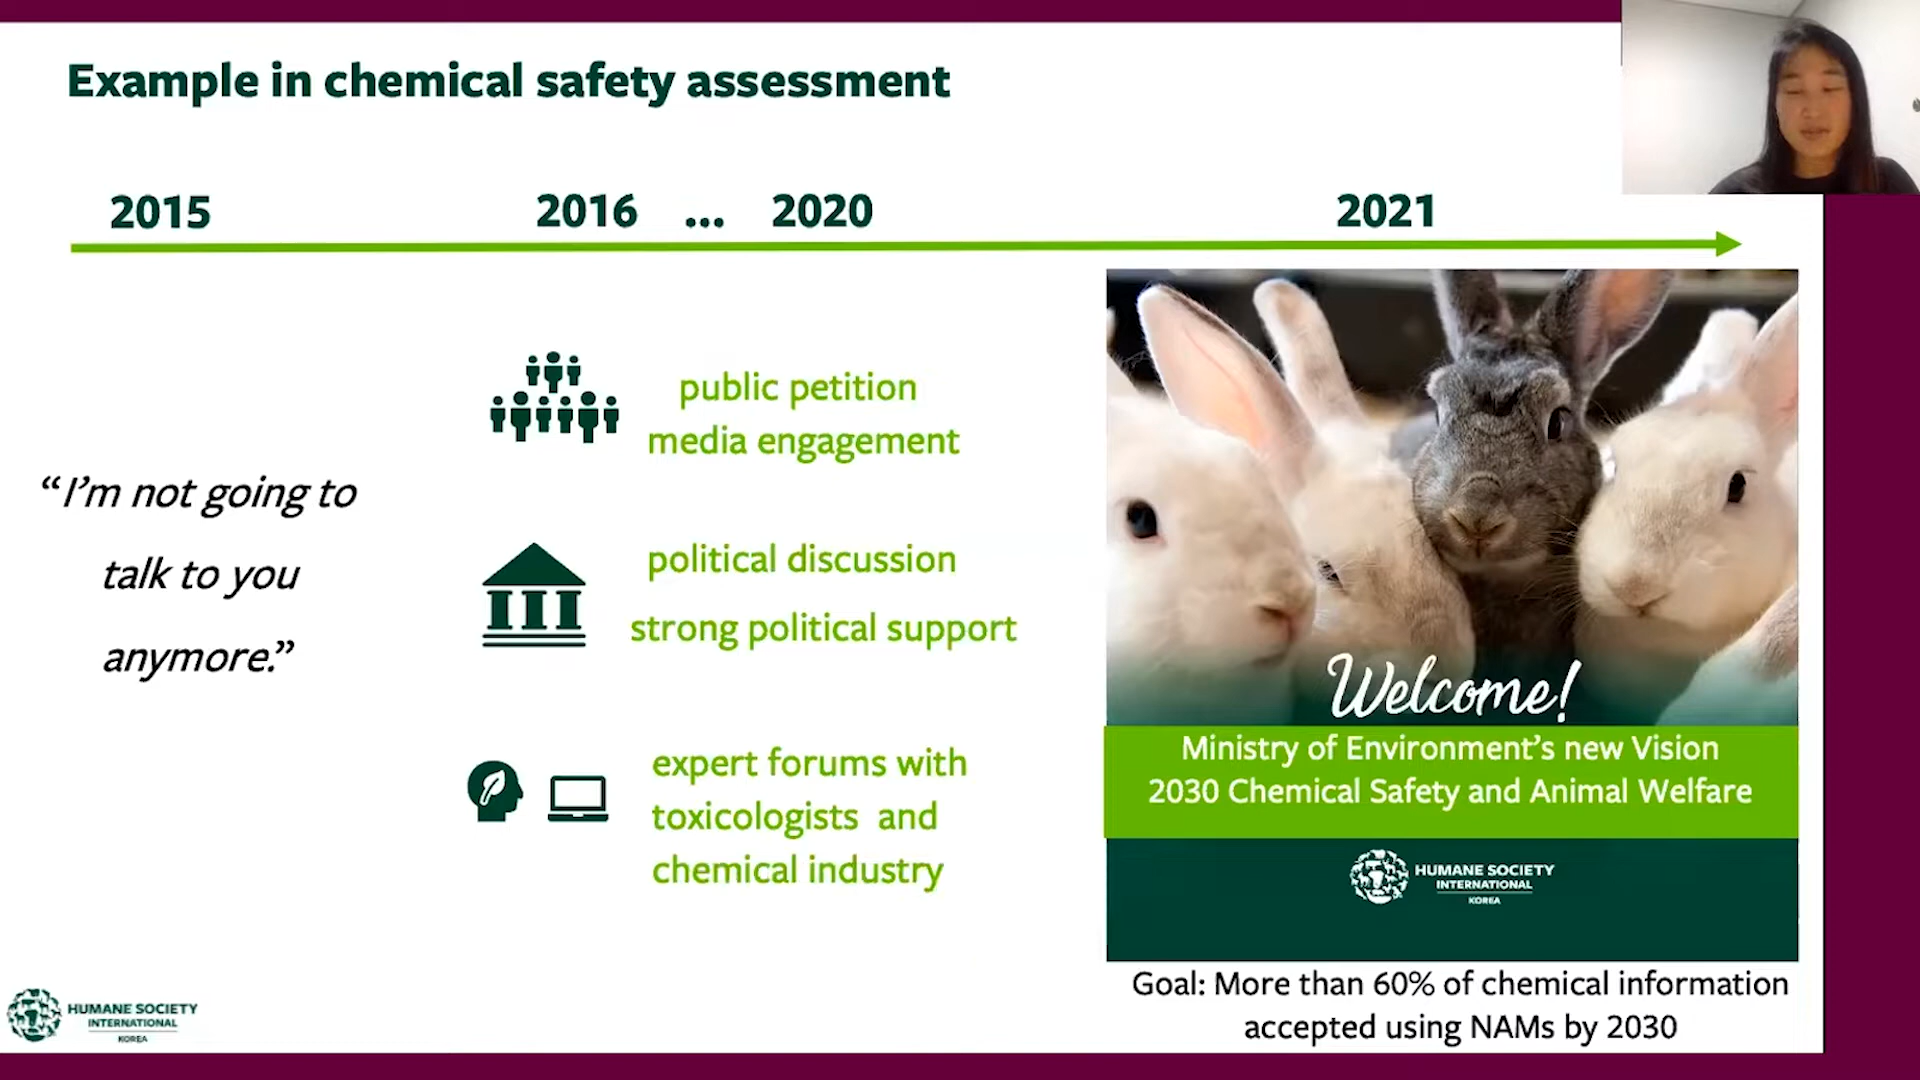 Example in chemical safety assessment
2015
2016 ... 2020
2021
“I’m not going to
talk to you
anymore.”
public petition
media engagement
political discussion
strong political support
expert forums with
toxicologists and
chemical industry
Welcome!
Ministry of Environment’s new Vision
2030 Chemical Safety and Animal Welfare
HUMANE SOCIETY
INTERNATIONAL
KOREA
Goal: More than 60% of chemical information
accepted using NAMs by 2030
HUMANE SOCIETY
INTERNATIONAL
KOREA